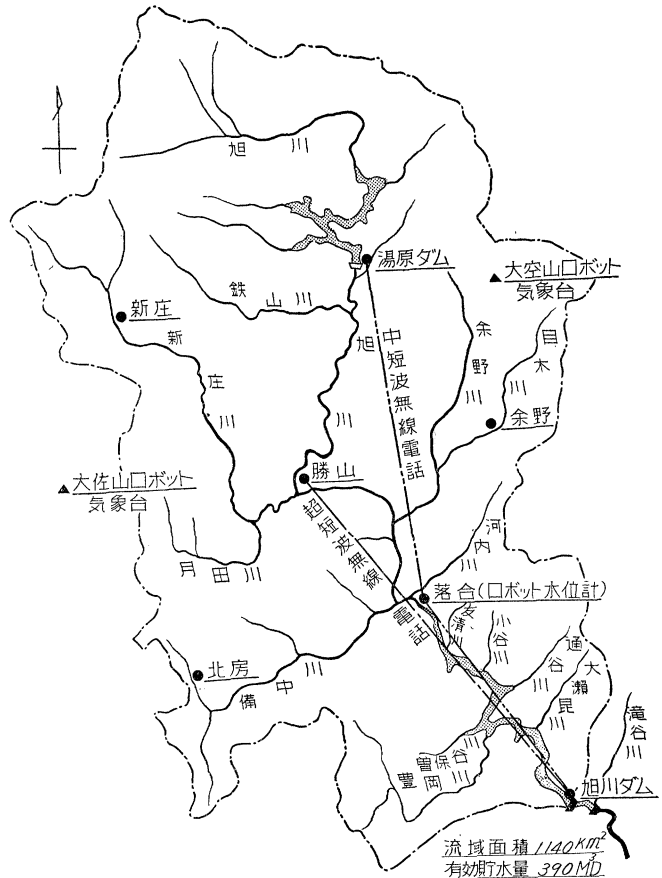 旭川
湯原ダム
大空山ロボット
気象台
新庄
鉄山川
新庄川
旭川
中短波無線電話
余野川
目木川
余野
勝山
大佐山ロボット
気象台
超短波無線電話
月田川
河内川
落合(ロボット水位計)
小谷川
通谷川
大瀬毘川
滝谷川
北房
備中川
曽保谷川
豊岡川
旭川ダム
流域面積 1140Km²
有効貯水量 390MD³